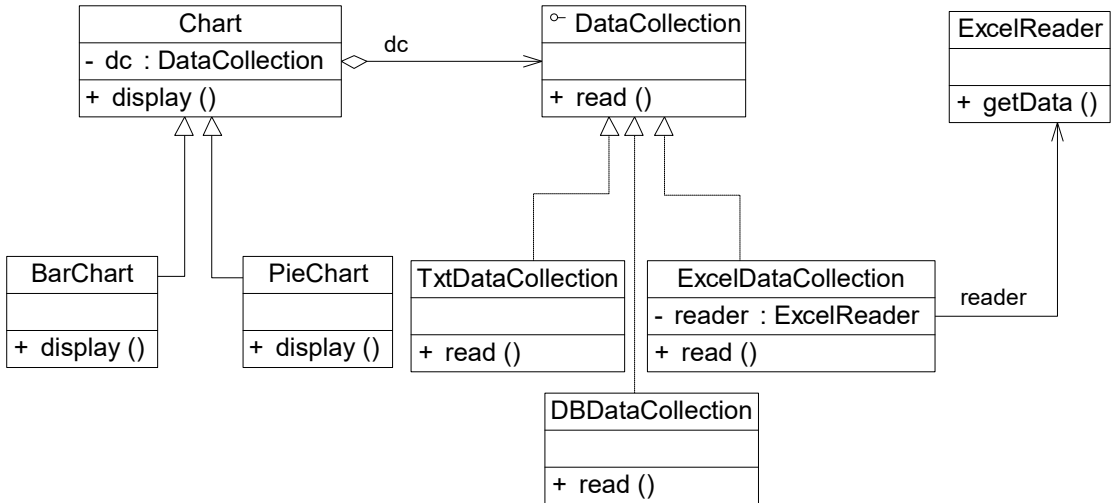 Chart
- dc : DataCollection
+ display ()
dc
DataCollection
+ read ()
ExcelReader
+ getData ()
BarChart
+ display ()
PieChart
+ display ()
TxtDataCollection
+ read ()
ExcelDataCollection
- reader : ExcelReader
+ read ()
reader
DBDataCollection
+ read ()